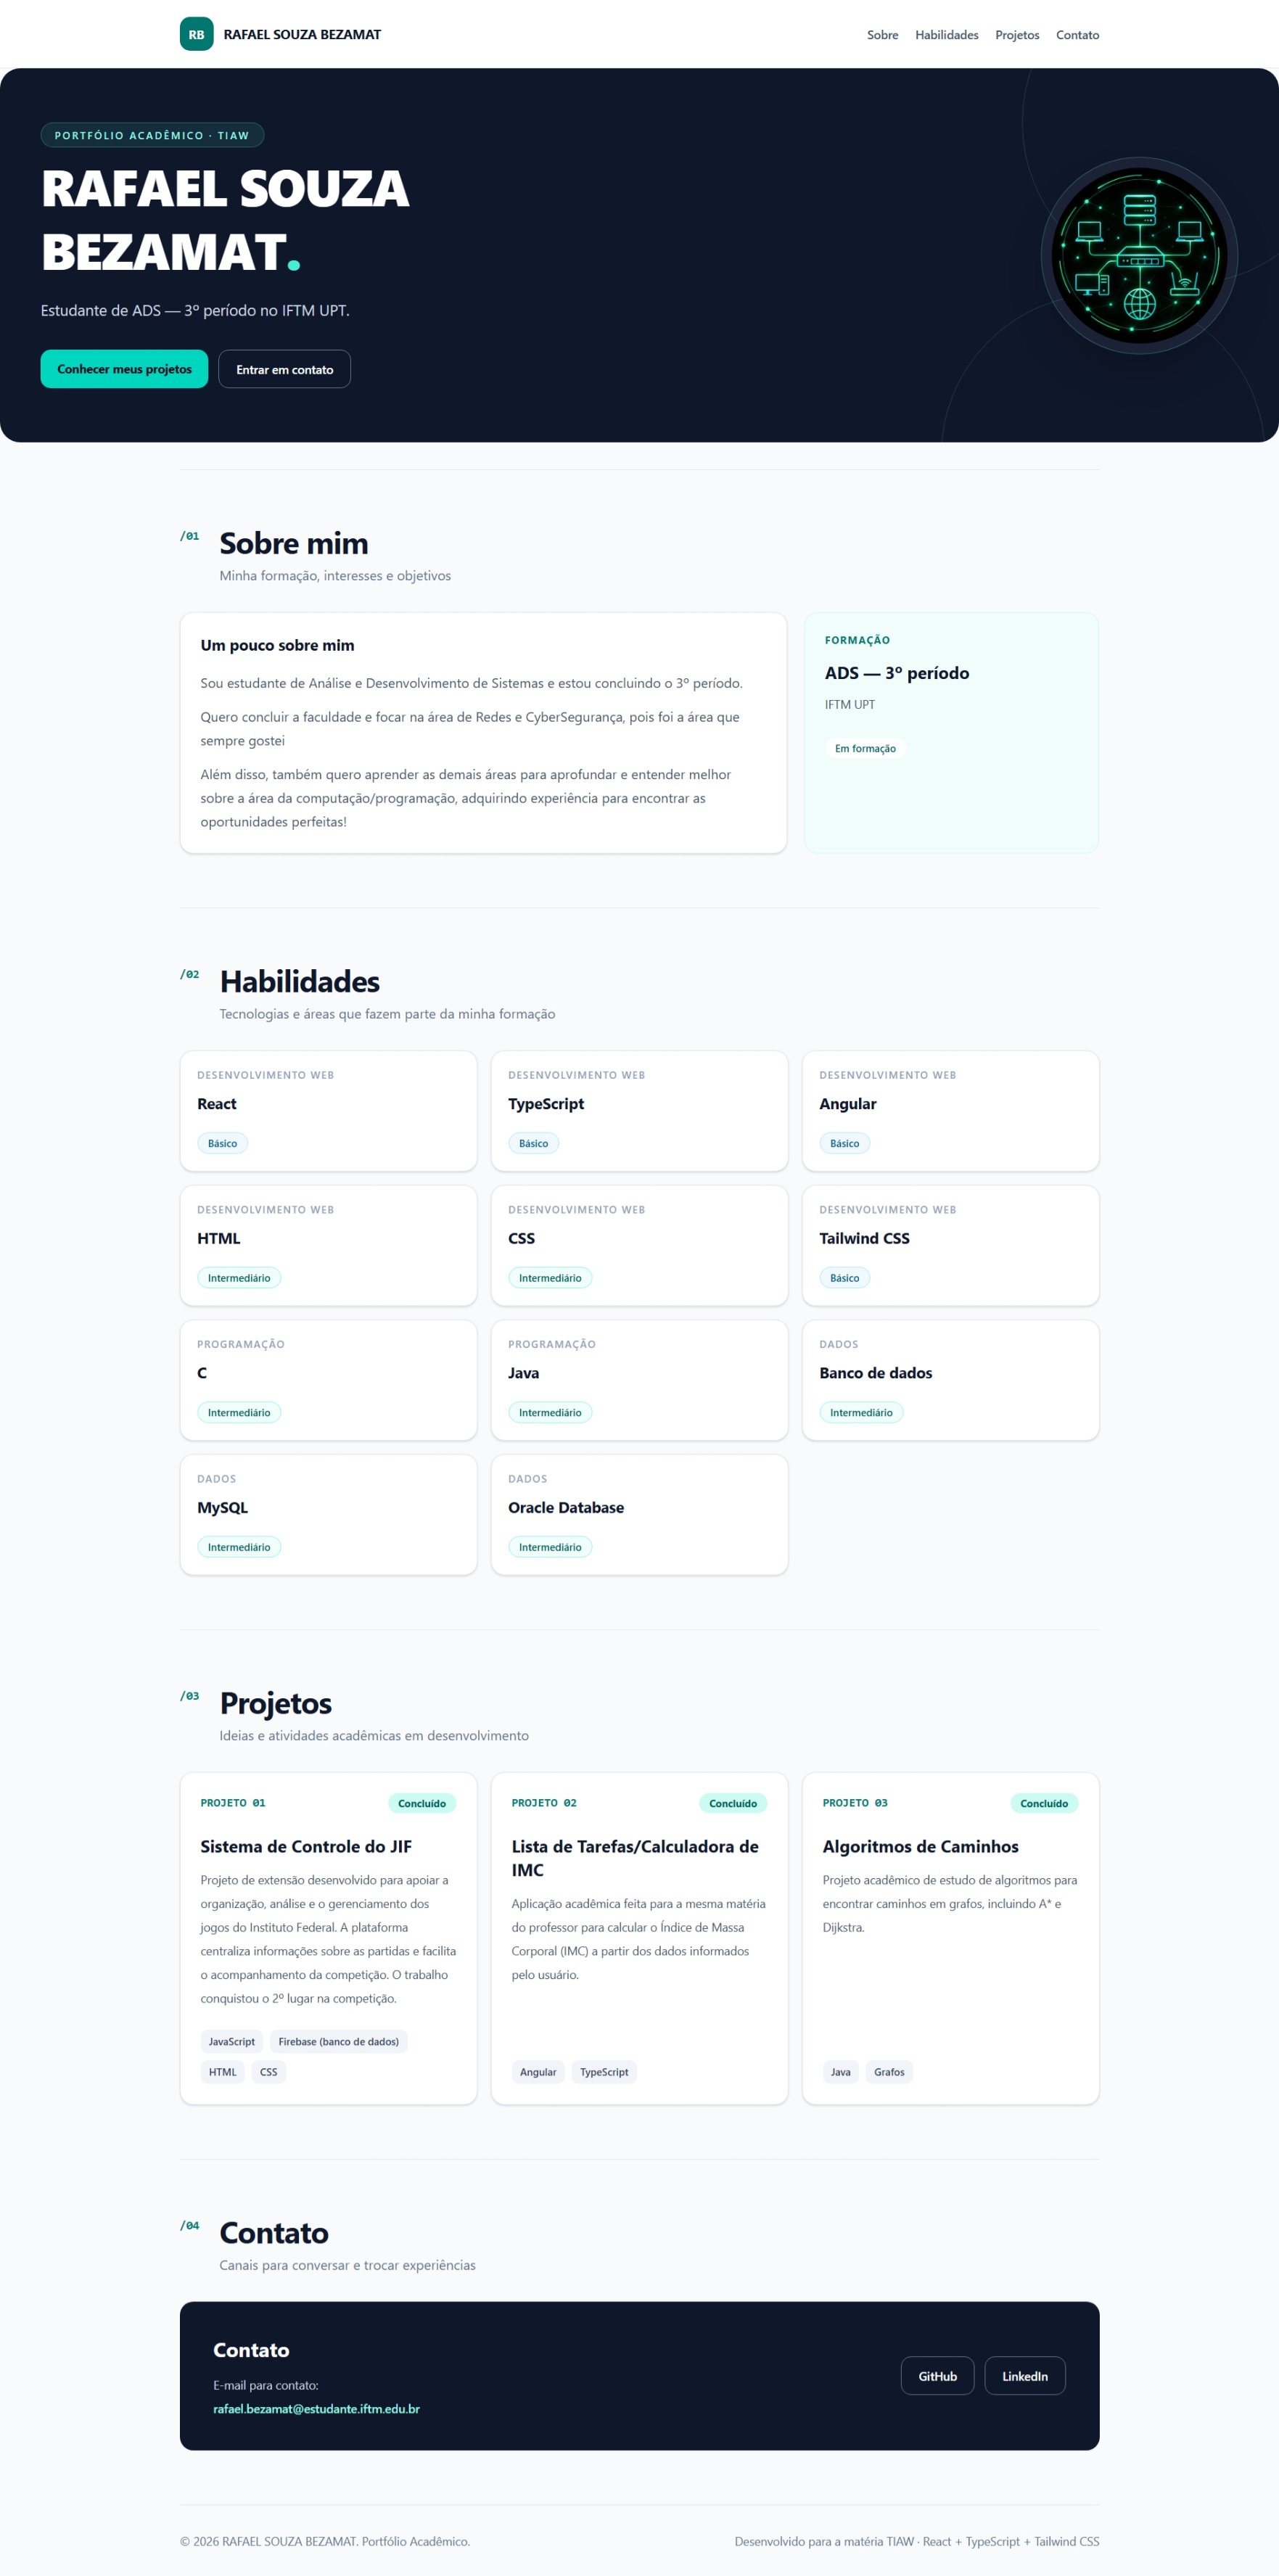 RB
RAFAEL SOUZA BEZAMAT
Sobre
Habilidades
Projetos
Contato
PORTFÓLIO ACADÊMICO · TIAW
RAFAEL SOUZA
BEZAMAT.
Estudante de ADS — 3º período no IFTM UPT.
Conhecer meus projetos
Entrar em contato
/01
Sobre mim
Minha formação, interesses e objetivos
Um pouco sobre mim
Sou estudante de Análise e Desenvolvimento de Sistemas e estou concluindo o 3º período.
Quero concluir a faculdade e focar na área de Redes e CyberSegurança, pois foi a área que
sempre gostei
Além disso, também quero aprender as demais áreas para aprofundar e entender melhor
sobre a área da computação/programação, adquirindo experiência para encontrar as
oportunidades perfeitas!
FORMAÇÃO
ADS — 3º período
IFTM UPT
Em formação
/02
Habilidades
Tecnologias e áreas que fazem parte da minha formação
DESENVOLVIMENTO WEB
React
Básico
DESENVOLVIMENTO WEB
TypeScript
Básico
DESENVOLVIMENTO WEB
Angular
Básico
DESENVOLVIMENTO WEB
HTML
Intermediário
DESENVOLVIMENTO WEB
CSS
Intermediário
DESENVOLVIMENTO WEB
Tailwind CSS
Básico
PROGRAMAÇÃO
C
Intermediário
PROGRAMAÇÃO
Java
Intermediário
DADOS
Banco de dados
Intermediário
DADOS
MySQL
Intermediário
DADOS
Oracle Database
Intermediário
/03
Projetos
Ideias e atividades acadêmicas em desenvolvimento
PROJETO 01
Concluído
Sistema de Controle do JIF
Projeto de extensão desenvolvido para apoiar a
organização, análise e o gerenciamento dos
jogos do Instituto Federal. A plataforma
centraliza informações sobre as partidas e facilita
o acompanhamento da competição. O trabalho
conquistou o 2º lugar na competição.
JavaScript
Firebase (banco de dados)
HTML
CSS
PROJETO 02
Concluído
Lista de Tarefas/Calculadora de
IMC
Aplicação acadêmica feita para a mesma matéria
do professor para calcular o Índice de Massa
Corporal (IMC) a partir dos dados informados
pelo usuário.
Angular
TypeScript
PROJETO 03
Concluído
Algoritmos de Caminhos
Projeto acadêmico de estudo de algoritmos para
encontrar caminhos em grafos, incluindo A* e
Dijkstra.
Java
Grafos
/04
Contato
Canais para conversar e trocar experiências
Contato
E-mail para contato:
rafael.bezamat@estudante.iftm.edu.br
GitHub
LinkedIn
© 2026 RAFAEL SOUZA BEZAMAT. Portfólio Acadêmico.
Desenvolvido para a matéria TIAW · React + TypeScript + Tailwind CSS